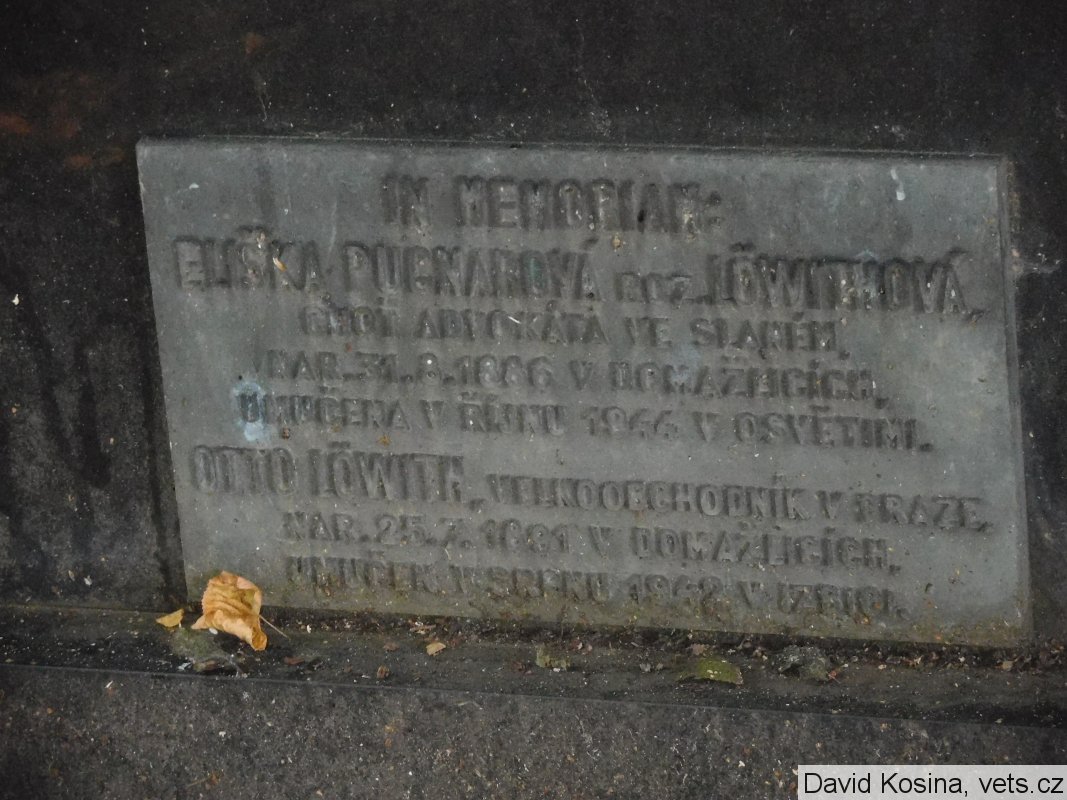 IN MEMORIAM:
ELIŠKA PUCNAROVÁ ROZ. LÖWITHOVÁ,
CHOŤ ADVOKÁTA VE SLANÉM,
NAR. 31.8.1886 V DOMAŽLICÍCH,
UMUČENA V ŘÍJNU 1944 V OSVĚTIMI.
OTTO LÖWITH, VELKOOBCHODNÍK V PRAZE,
NAR. 25.7.1881 V DOMAŽLICÍCH,
UMUČEN V SRPNU 1942 V IZBICI.
David Kosina, vets.cz